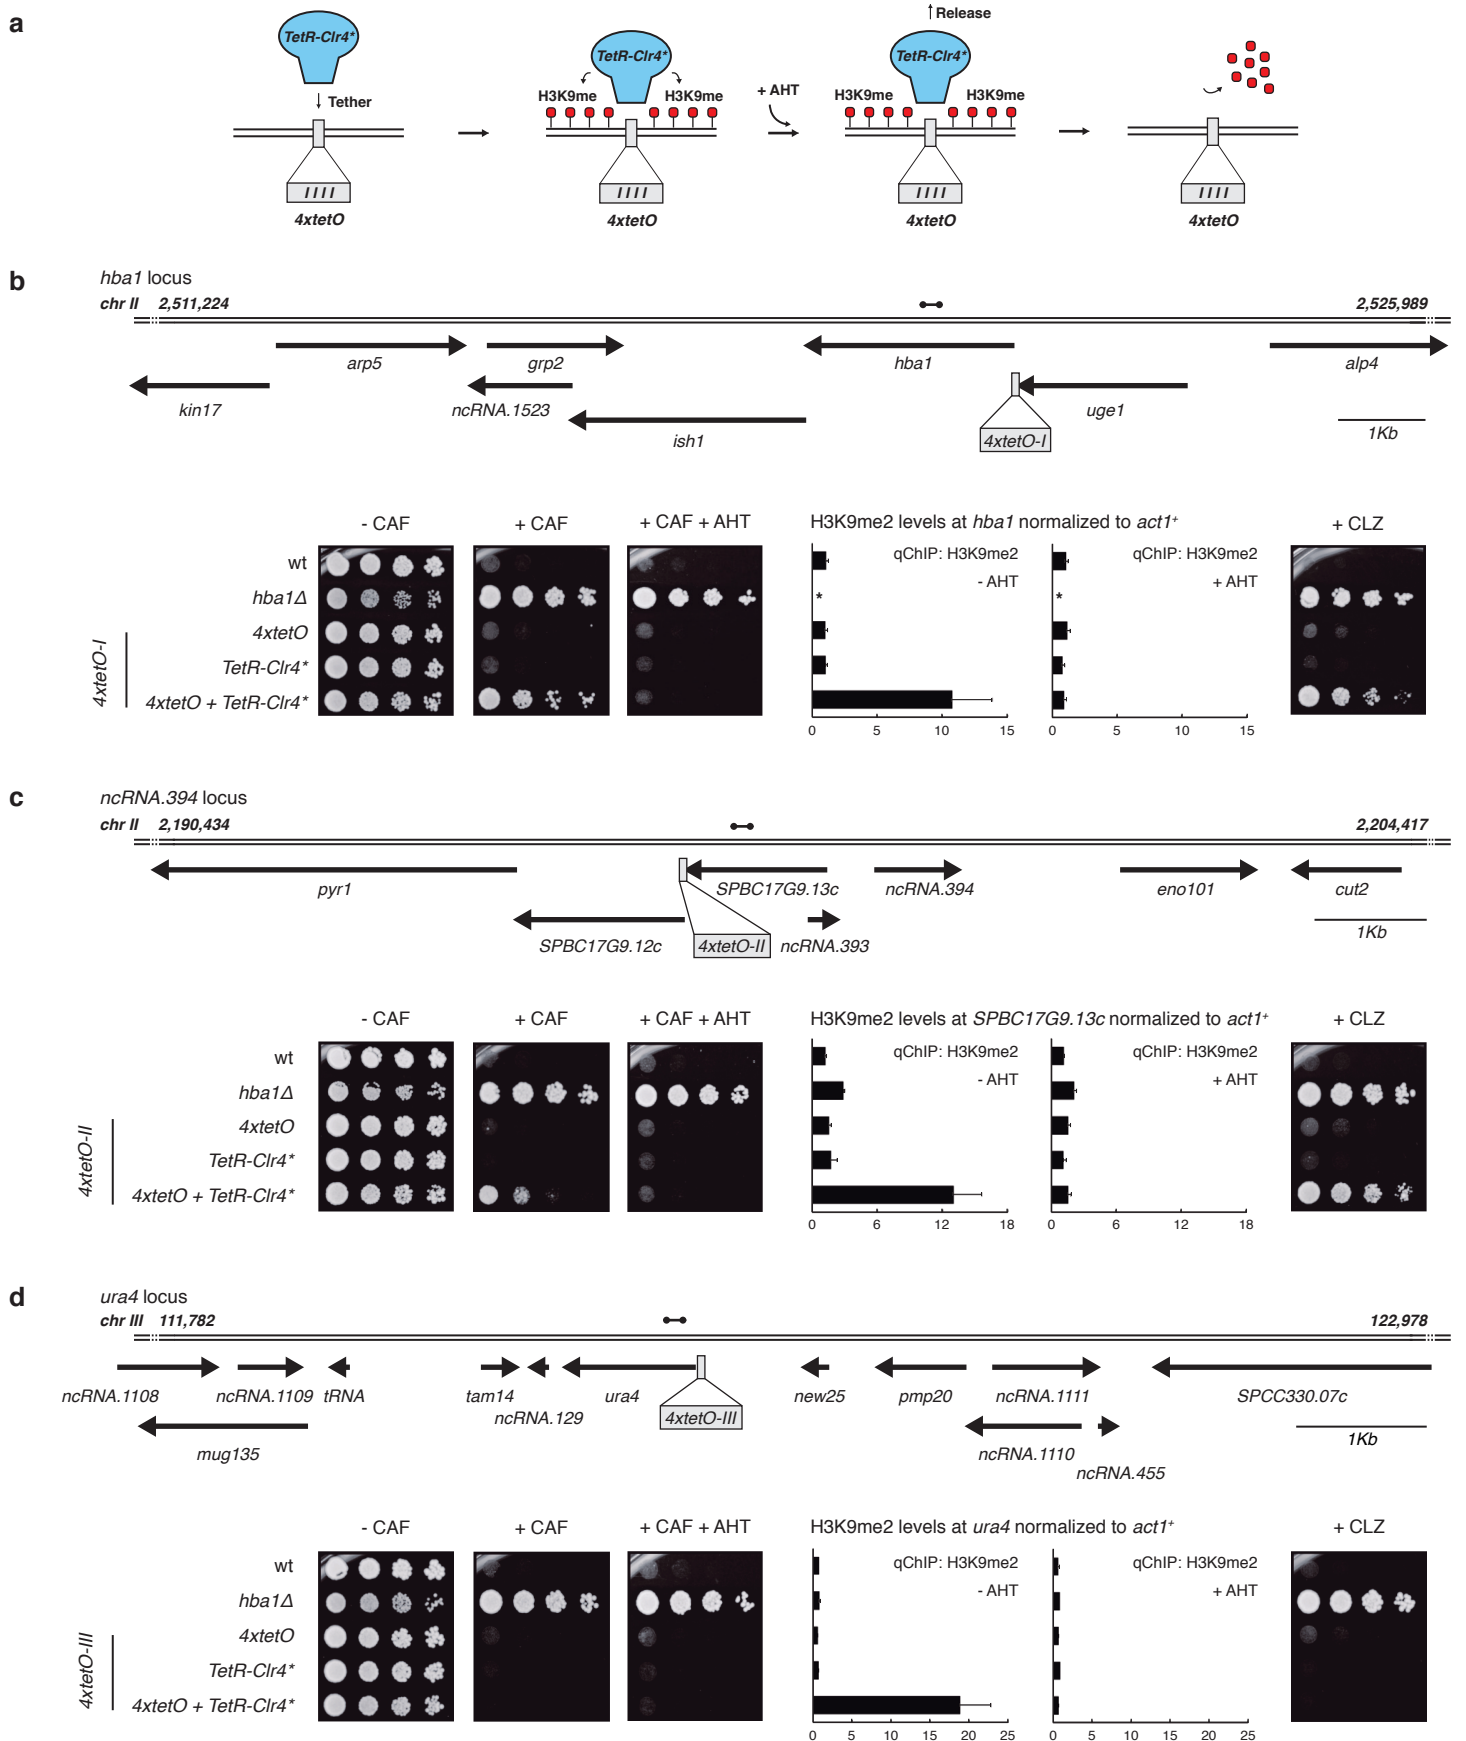 a
TetR-Clr4*
Tether
4xtetO
TetR-Clr4*
H3K9me
H3K9me
4xtetO
+ AHT
Release
TetR-Clr4*
H3K9me
H3K9me
4xtetO
4xtetO
b
hba1 locus
chr II 2,511,224 2,525,989
arp5 grp2 hba1 alp4
kin17 ncRNA.1523 uge1
ish1 4xtetO-I 1Kb
- CAF + CAF + CAF + AHT H3K9me2 levels at hba1 normalized to act1+ + CLZ
wt qChIP: H3K9me2 qChIP: H3K9me2
- AHT + AHT
hba1Δ * *
4xtetO-I
4xtetO
TetR-Clr4*
4xtetO + TetR-Clr4*
0 5 10 15 0 5 10 15
c
ncRNA.394 locus
chr II 2,190,434 2,204,417
pyr1 SPBC17G9.13c ncRNA.394 eno101 cut2
SPBC17G9.12c 4xtetO-II ncRNA.393 1Kb
- CAF + CAF + CAF + AHT H3K9me2 levels at SPBC17G9.13c normalized to act1+ + CLZ
wt qChIP: H3K9me2 qChIP: H3K9me2
- AHT + AHT
hba1Δ
4xtetO-II
4xtetO
TetR-Clr4*
4xtetO + TetR-Clr4*
0 6 12 18 0 6 12 18
d
ura4 locus
chr III 111,782 122,978
ncRNA.1108 ncRNA.1109 tRNA tam14 ura4 new25 pmp20 ncRNA.1111 SPCC330.07c
ncRNA.129 4xtetO-III
mug135 ncRNA.1110 1Kb
ncRNA.455
- CAF + CAF + CAF + AHT H3K9me2 levels at ura4 normalized to act1+ + CLZ
wt qChIP: H3K9me2 qChIP: H3K9me2
- AHT + AHT
hba1Δ
4xtetO-III
4xtetO
TetR-Clr4*
4xtetO + TetR-Clr4*
0 5 10 15 20 25 0 5 10 15 20 25